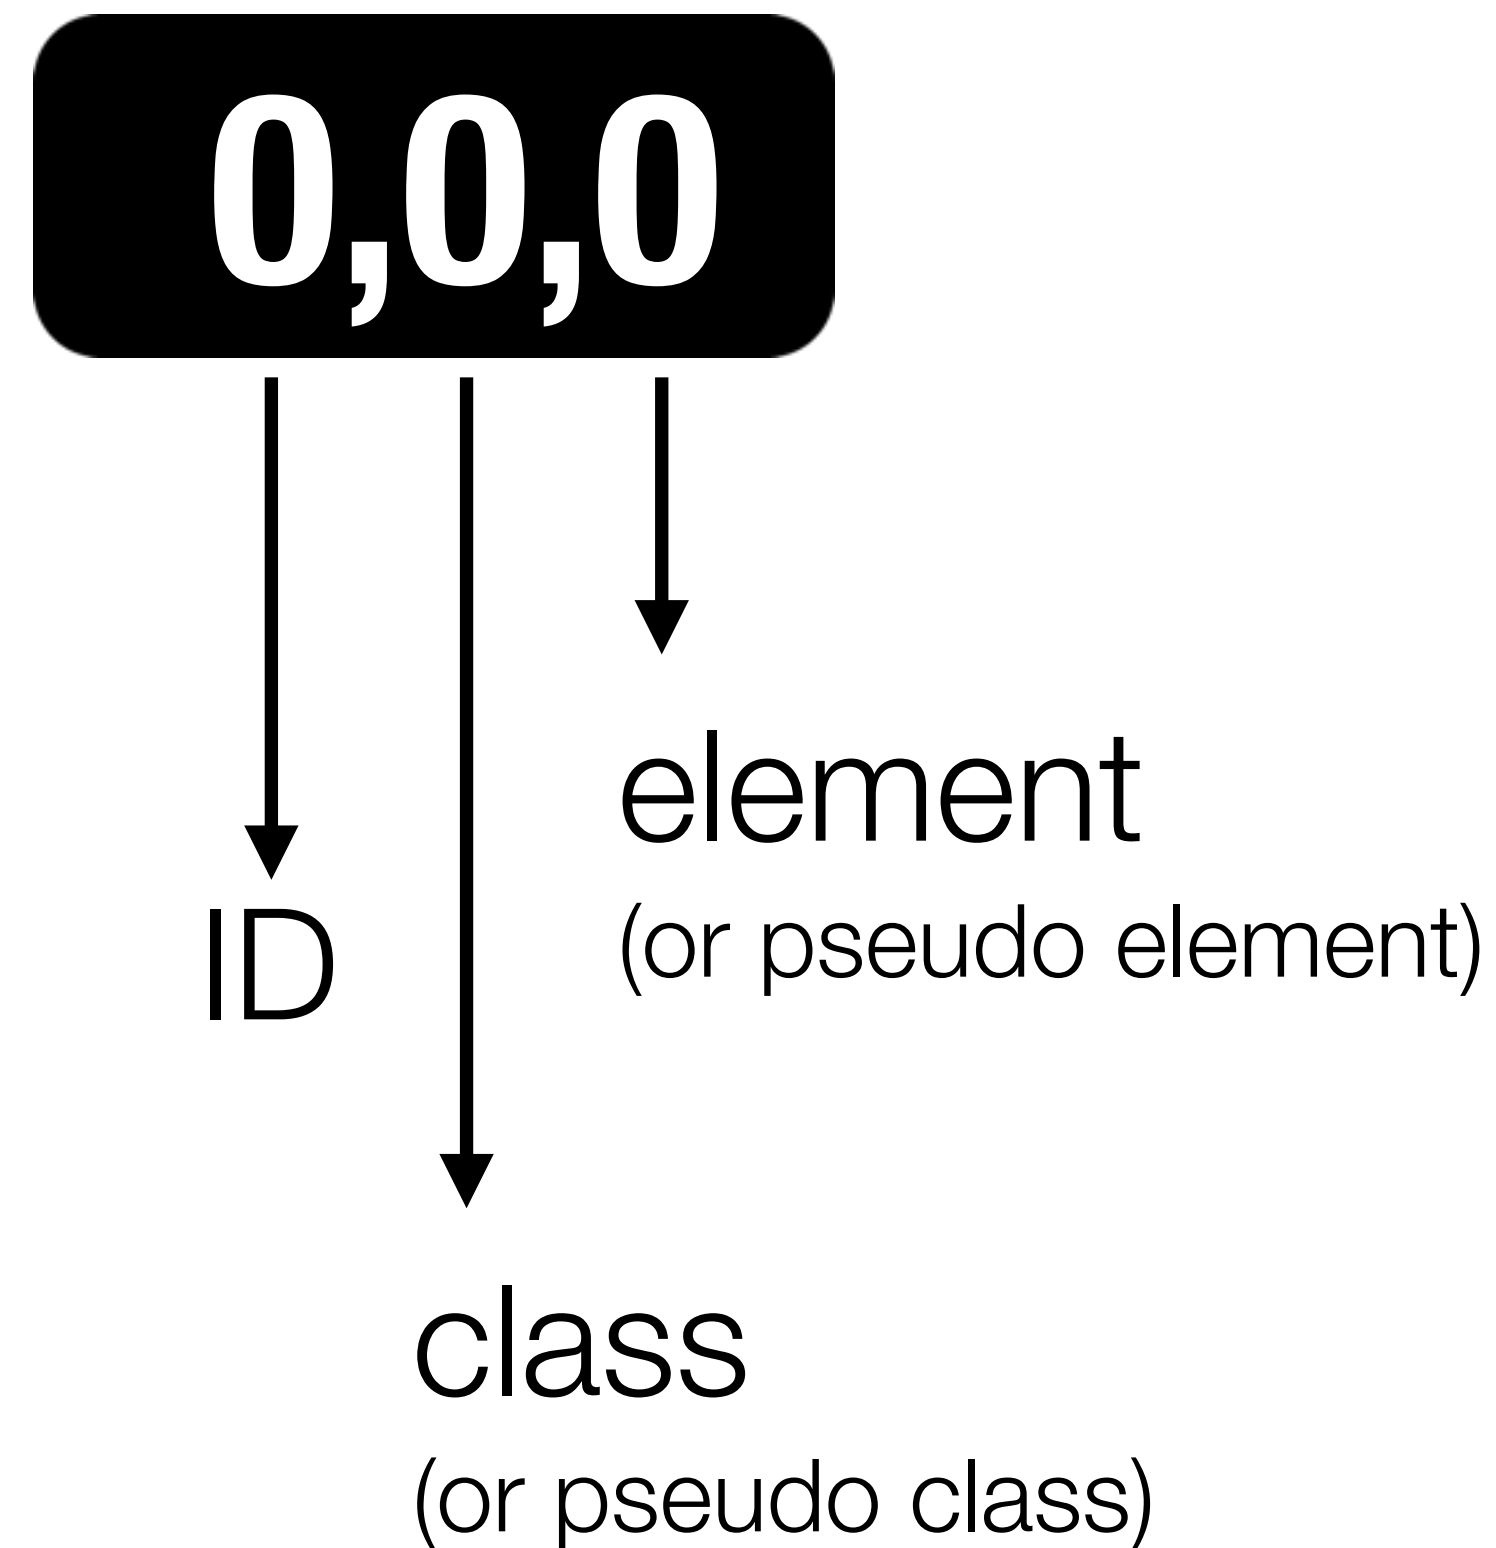 0,0,0
element
(or pseudo element)
ID
class
(or pseudo class)